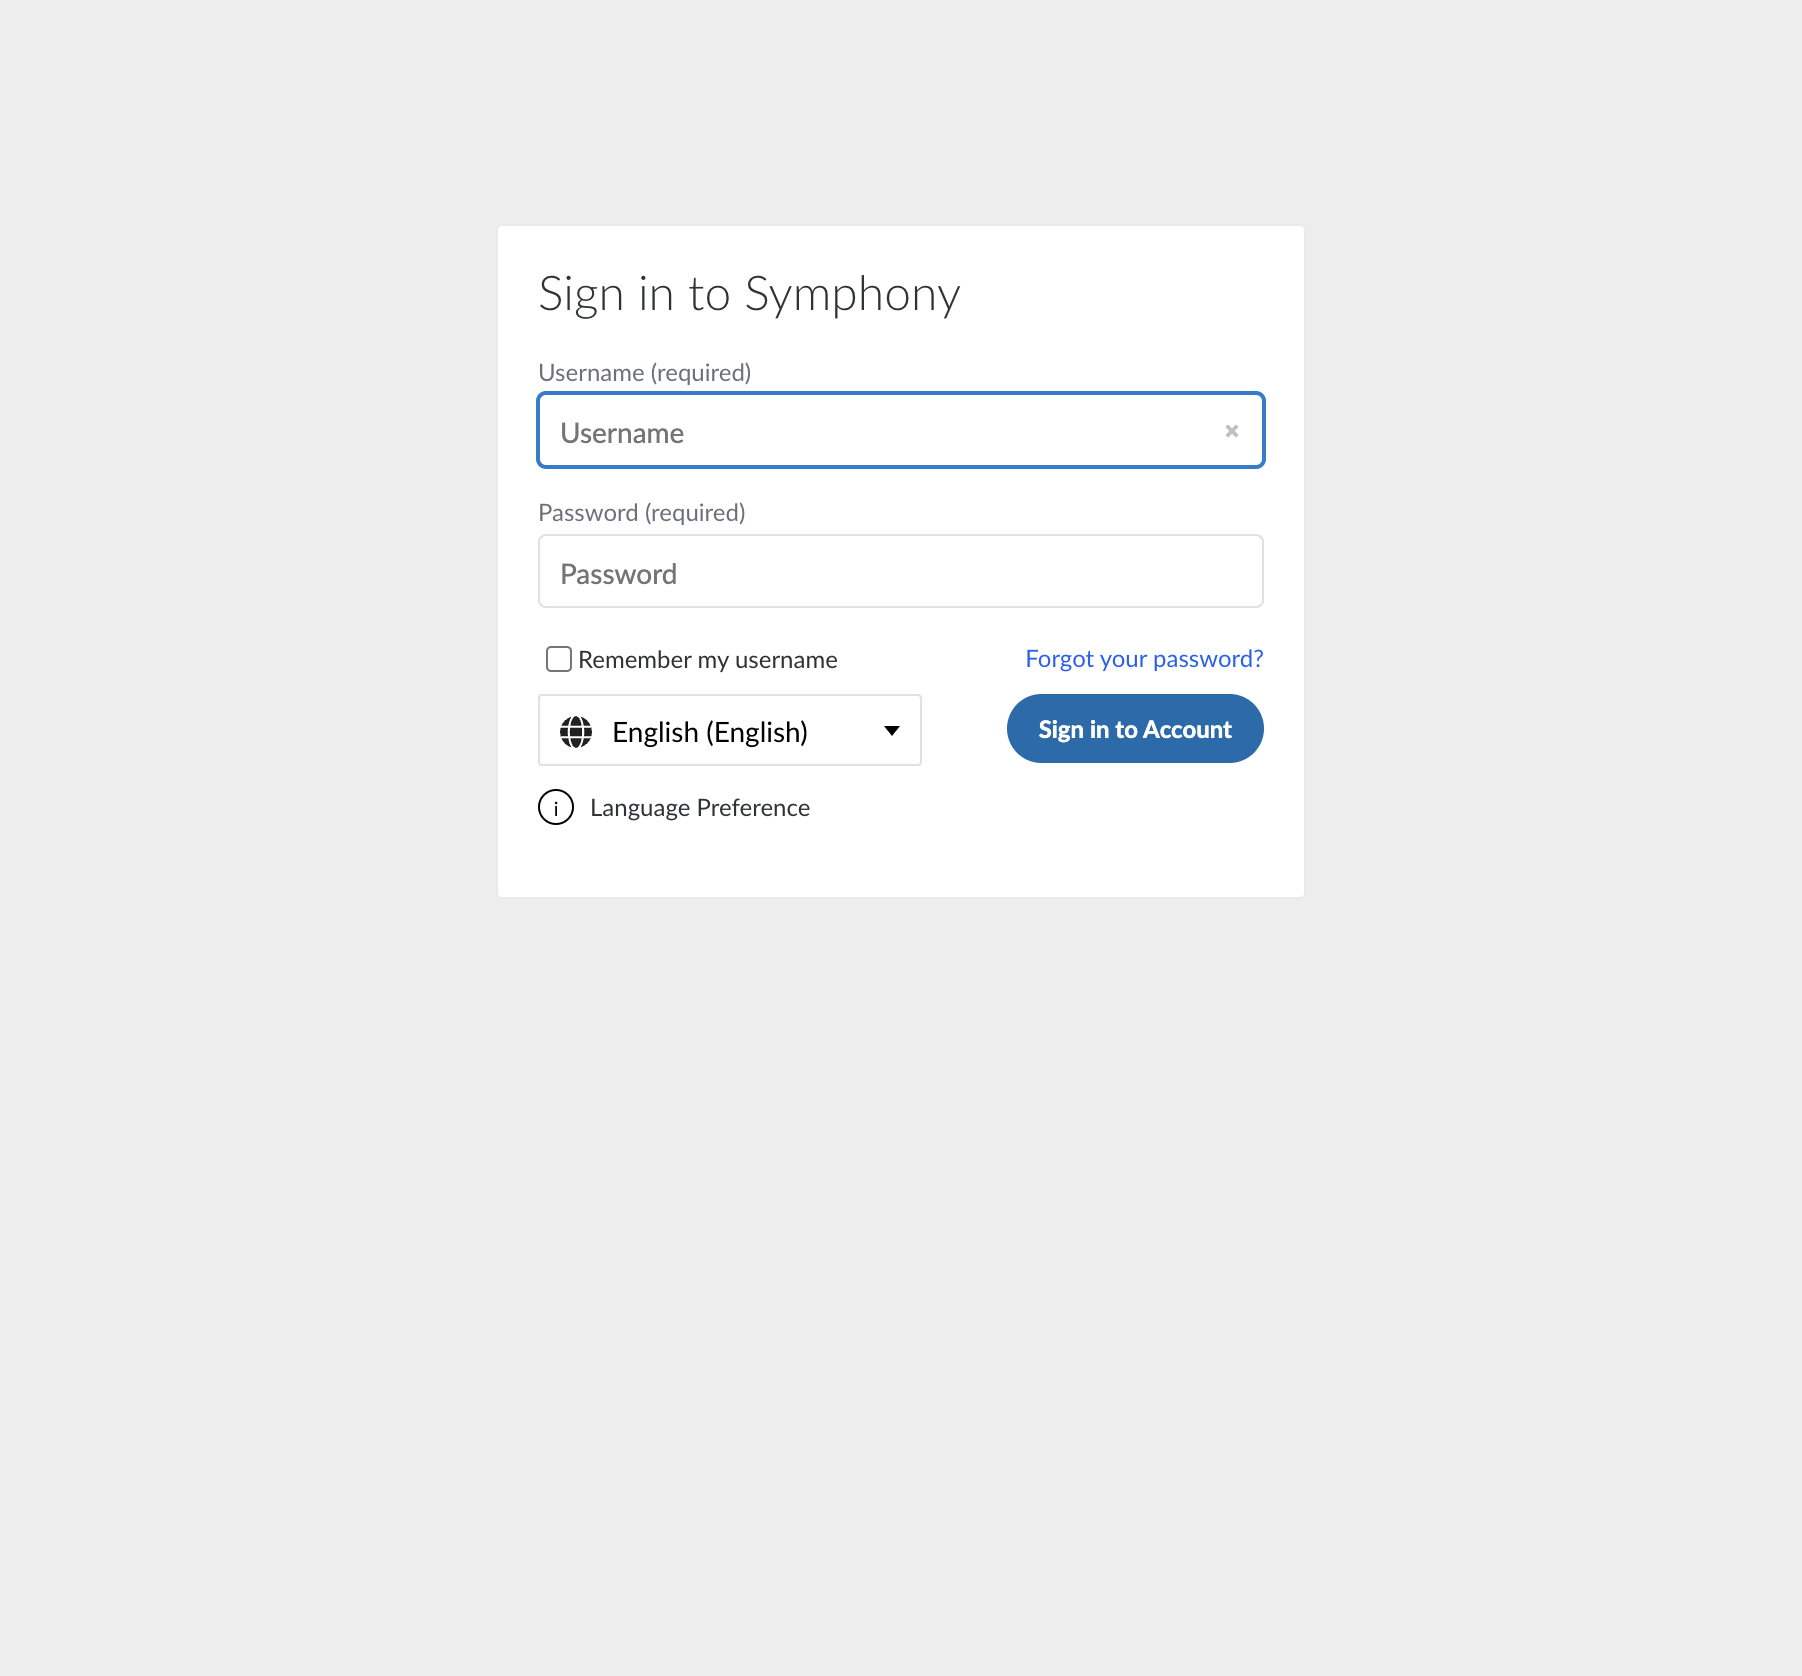 Sign in to Symphony
Username (required)
Username
Password (required)
Password
Remember my username
Forgot your password?
English (English)
Sign in to Account
Language Preference